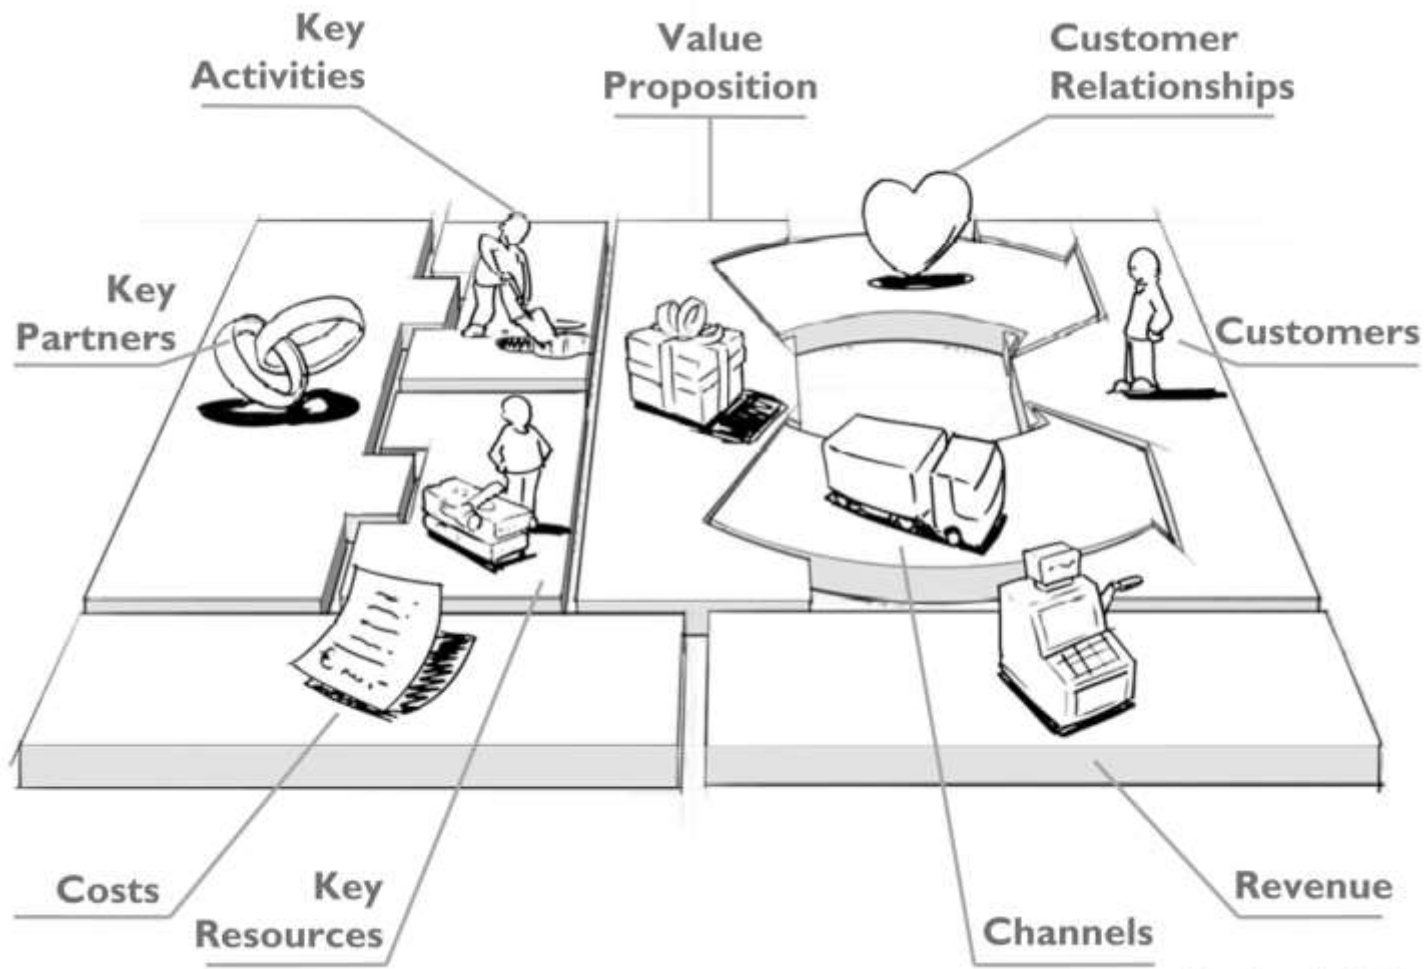 Key
Activities
Value
Proposition
Customer
Relationships
Key
Partners
Customers
Costs
Key
Resources
Channels
Revenue